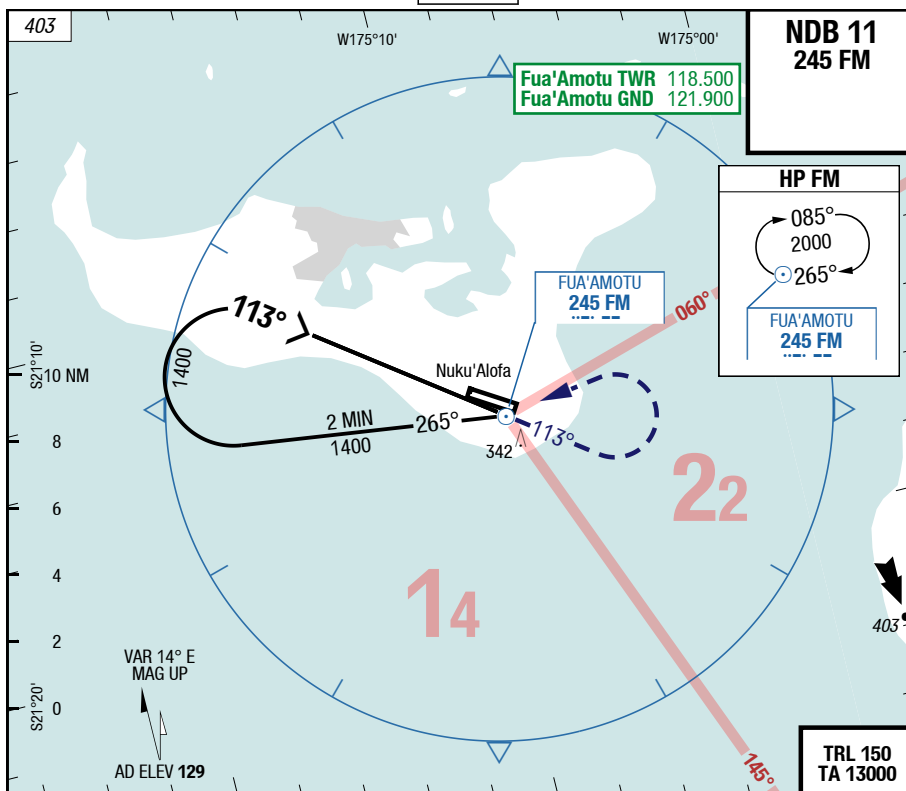 403
W175°10'
W175°00'
NDB 11
245 FM
Fua'Amotu TWR 118.500
Fua'Amotu GND 121.900
HP FM
085°
2000
265°
FUA'AMOTU
245 FM
FUA'AMOTU
245 FM
060°
113°
1400
S21°10'
10 NM
Nuku'Alofa
2 MIN
265°
1400
113°
342
8
6
4
2
0
22
14
403
VAR 14° E
MAG UP
S21°20'
AD ELEV 129
145°
TRL 150
TA 13000